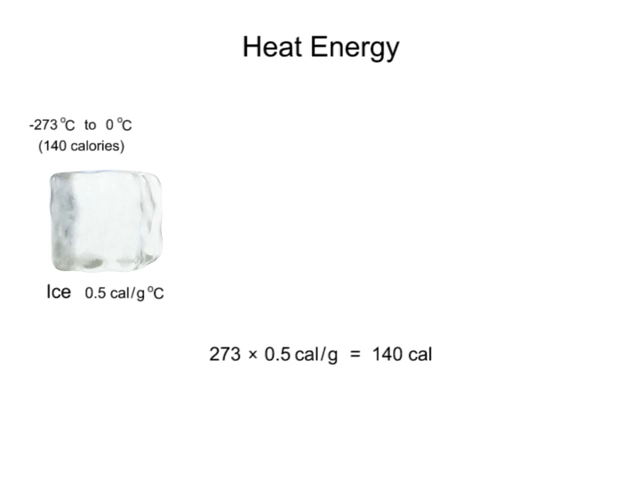 Heat Energy
-273 °C to 0 °C
(140 calories)
Ice 0.5 cal/g °C
273 × 0.5 cal/g = 140 cal